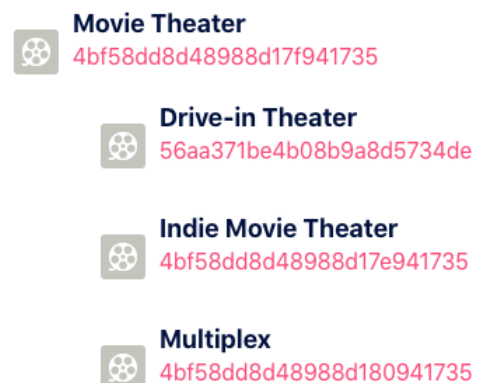 Movie Theater
4bf58dd8d48988d17f941735
Drive-in Theater
56aa371be4b08b9a8d5734de
Indie Movie Theater
4bf58dd8d48988d17e941735
Multiplex
4bf58dd8d48988d180941735